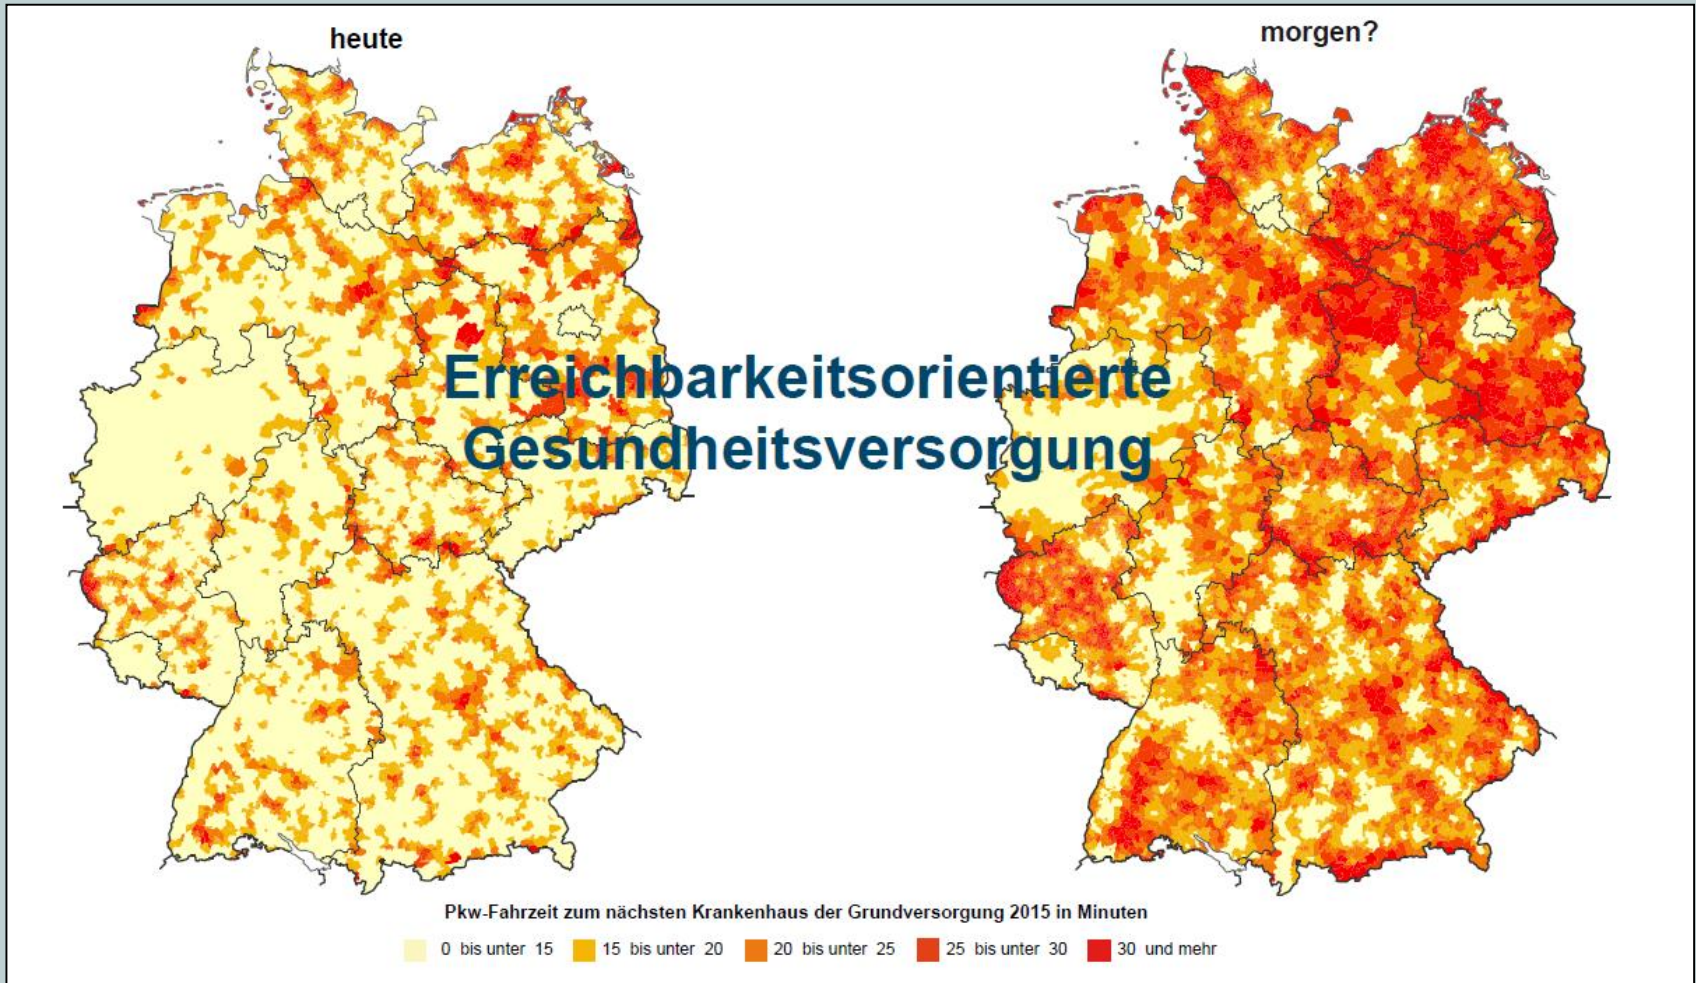 heute
morgen?
Erreichbarkeitsorientierte
Gesundheitsversorgung
Pkw-Fahrzeit zum nächsten Krankenhaus der Grundversorgung 2015 in Minuten
0 bis unter 15 15 bis unter 20 20 bis unter 25 25 bis unter 30 30 und mehr